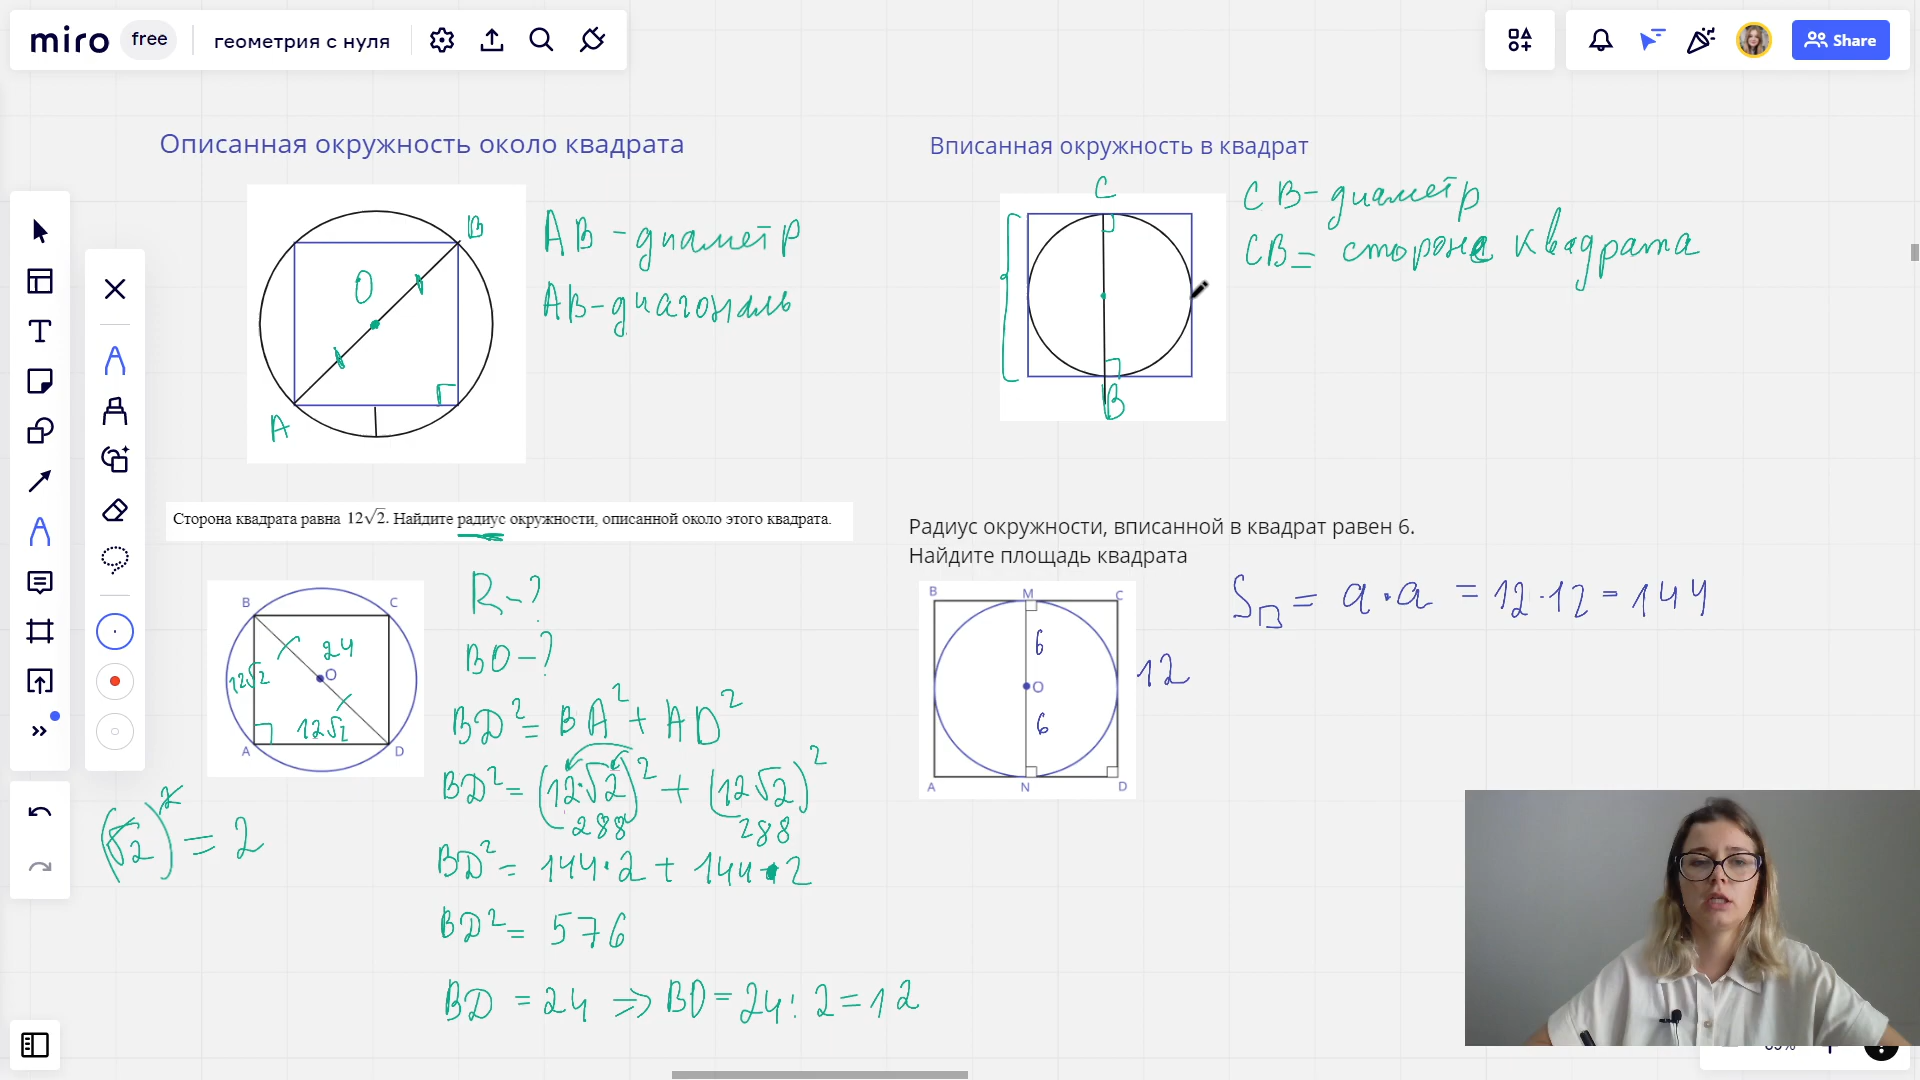 miro free геометрия с нуля
Share
Описанная окружность около квадрата
B
O
A
AB - диаметр
AB - диагональ
Вписанная окружность в квадрат
C
B
CB - диаметр
CB = сторона квадрата
Сторона квадрата равна 12√2. Найдите радиус окружности, описанной около этого квадрата.
B C
24
12√2 O
12√2
A D
R - ?
BO - ?
BD² = BA² + AD²
BD² = (12·√2)² + (12√2)²
288 288
BD² = 144·2 + 144·2
BD² = 576
BD = 24 => BO = 24 : 2 = 12
(√2)² = 2
Радиус окружности, вписанной в квадрат равен 6.
Найдите площадь квадрата
B M C
6
O
6
A N D
12
S = a·a = 12·12 = 144